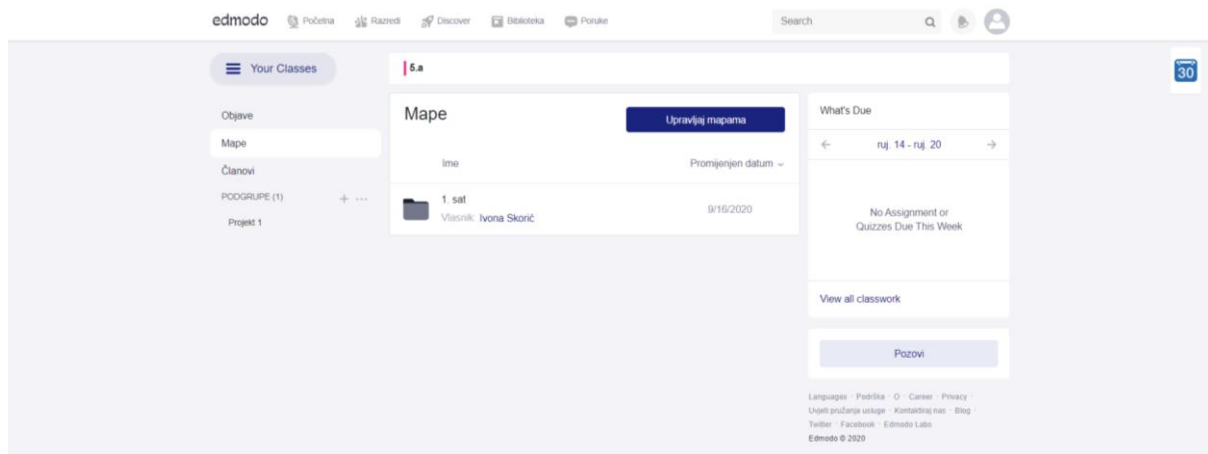 edmodo Početna Razredi Discover Biblioteka Poruke Search
Your Classes
5.a
30
Objave
Mape
Članovi
PODGRUPE (1)
Projekt 1
Mape
Upravljaj mapama
Ime Promijenjen datum
1. sat
Vlasnik: Ivona Skorić
9/16/2020
What's Due
ruj. 14 - ruj. 20
No Assignment or
Quizzes Due This Week
View all classwork
Pozovi
Languages · Podrška · O · Career · Privacy ·
Uvjeti pružanja usluge · Kontaktiraj nas · Blog ·
Twitter · Facebook · Edmodo Labs
Edmodo © 2020